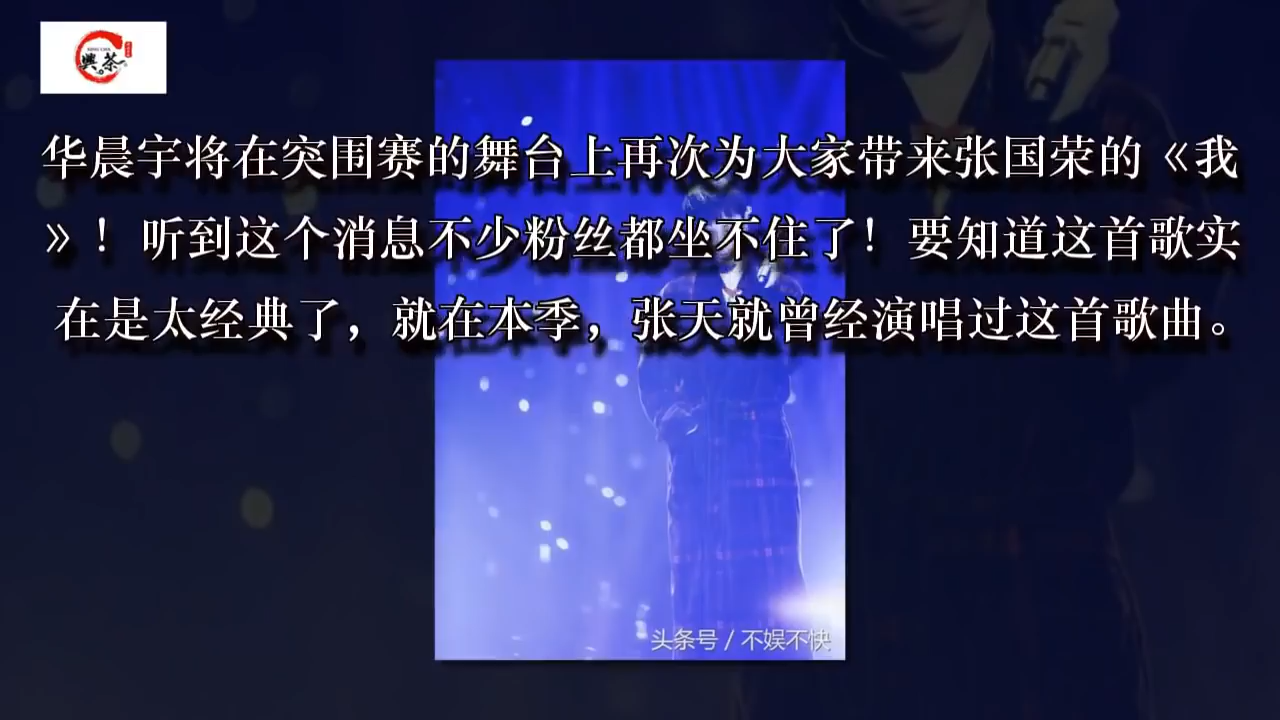 興茶
华晨宇将在突围赛的舞台上再次为大家带来张国荣的《我
》！听到这个消息不少粉丝都坐不住了！要知道这首歌实
在是太经典了，就在本季，张天就曾经演唱过这首歌曲。
头条号 / 不娱不快